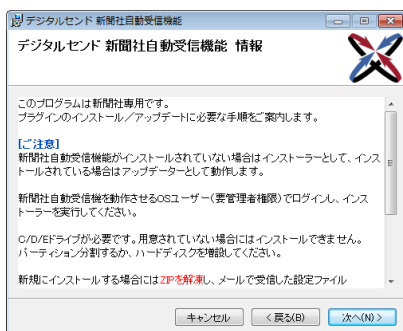 デジタルセンド 新聞社自動受信機能
デジタルセンド 新聞社自動受信機能 情報
このプログラムは新聞社専用です。
プラグインのインストール／アップデートに必要な手順をご案内します。
[ご注意]
新聞社自動受信機能がインストールされていない場合はインストーラーとして、インス
トールされている場合はアップデーターとして動作します。
新聞社自動受信機を動作させるOSユーザー（要管理者権限）でログインし、インス
トーラーを実行してください。
C/D/Eドライブが必要です。用意されていない場合にはインストールできません。
パーティション分割するか、ハードディスクを増設してください。
新規にインストールする場合にはZIPを解凍し、メールで受信した設定ファイル
キャンセル
< 戻る(B)
次へ(N) >